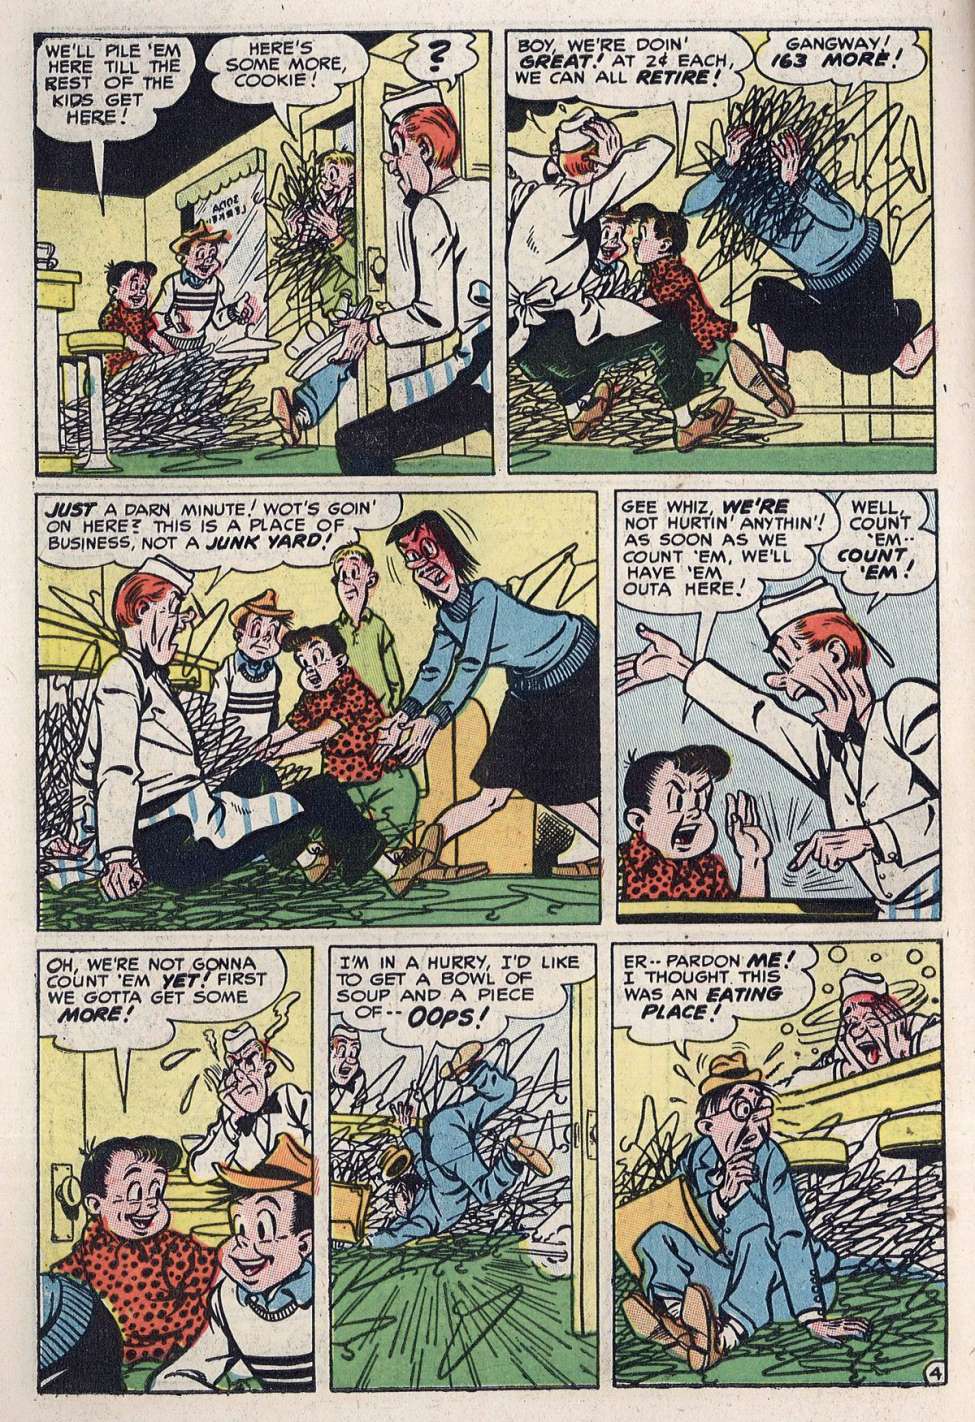 WE'LL PILE 'EM
HERE TILL THE
REST OF THE
KIDS GET
HERE!
HERE'S
SOME MORE,
COOKIE!
?
SODA
BOY, WE'RE DOIN'
GREAT! AT 2¢ EACH,
WE CAN ALL RETIRE!
GANGWAY!
163 MORE!
JUST A DARN MINUTE! WOT'S GOIN'
ON HERE? THIS IS A PLACE OF
BUSINESS, NOT A JUNK YARD!
GEE WHIZ, WE'RE
NOT HURTIN' ANYTHIN'!
AS SOON AS WE
COUNT 'EM, WE'LL
HAVE 'EM
OUTA HERE!
WELL,
COUNT
'EM--
COUNT
'EM!
OH, WE'RE NOT GONNA
COUNT 'EM YET! FIRST
WE GOTTA GET SOME
MORE!
I'M IN A HURRY, I'D LIKE
TO GET A BOWL OF
SOUP AND A PIECE
OF-- OOPS!
ER-- PARDON ME!
I THOUGHT THIS
WAS AN EATING
PLACE!
4